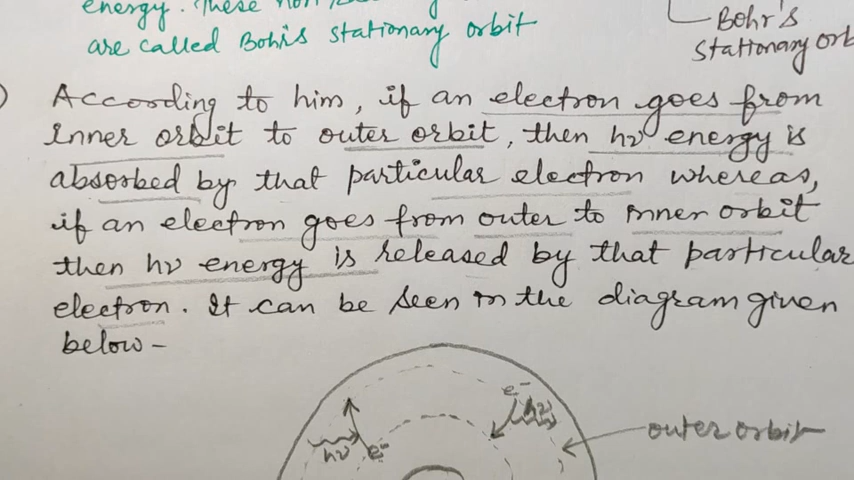 energy. These non
are called Bohr's stationary orbit
Bohr's
stationary orb
According to him, if an electron goes from
inner orbit to outer orbit, then hν energy is
absorbed by that particular electron whereas,
if an electron goes from outer to inner orbit
then hν energy is released by that particular
electron. It can be seen in the diagram given
below-
e⁻
hν
outer orbit
hν
e⁻